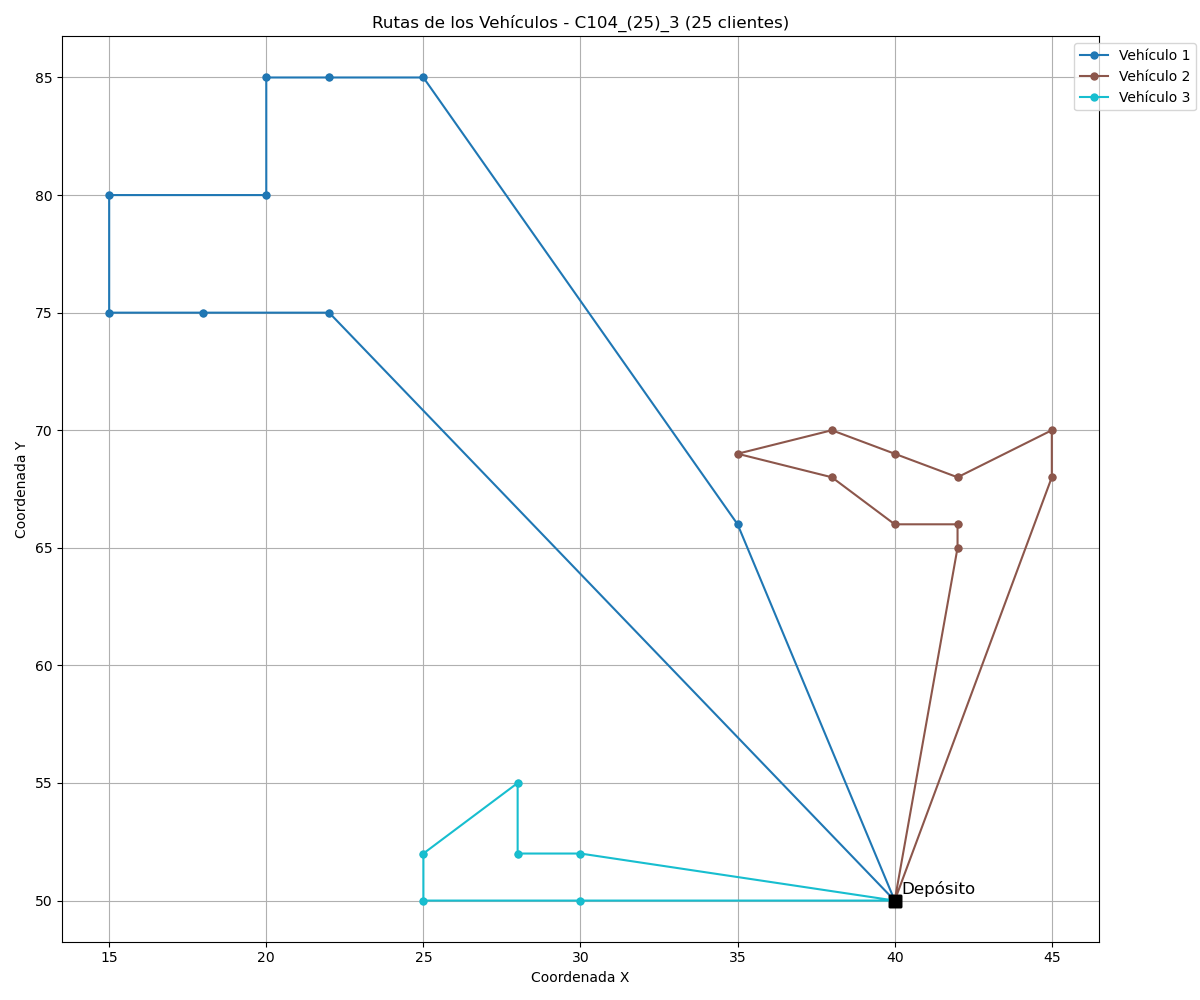 Rutas de los Vehículos - C104_(25)_3 (25 clientes)
Vehículo 1
Vehículo 2
Vehículo 3
85
80
75
70
65
60
55
50
Coordenada Y
Depósito
15
20
25
30
35
40
45
Coordenada X